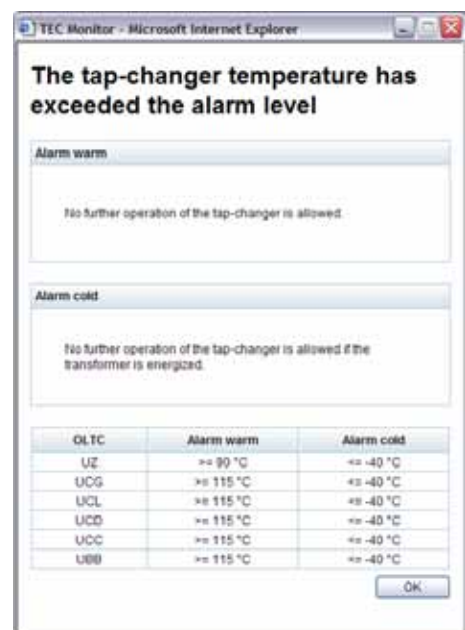 TEC Monitor - Microsoft Internet Explorer
The tap-changer temperature has
exceeded the alarm level
Alarm warm
No further operation of the tap-changer is allowed.
Alarm cold
No further operation of the tap-changer is allowed if the
transformer is energized.
OLTC Alarm warm Alarm cold
UZ >= 90 °C <= -40 °C
UCG >= 115 °C <= -40 °C
UCL >= 115 °C <= -40 °C
UCD >= 115 °C <= -40 °C
UCC >= 115 °C <= -40 °C
UBB >= 115 °C <= -40 °C
OK